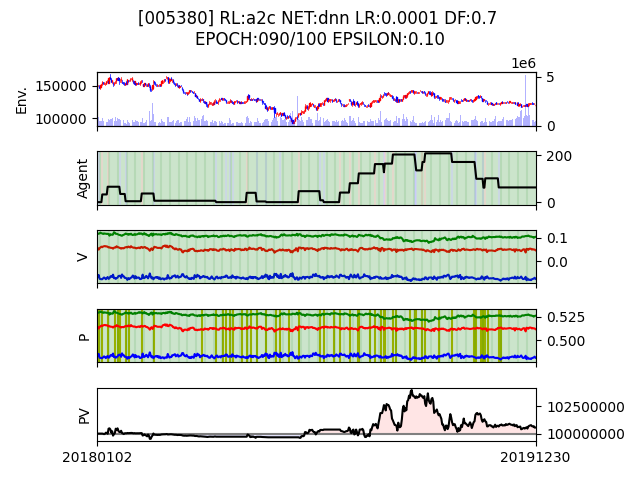 [005380] RL:a2c NET:dnn LR:0.0001 DF:0.7
EPOCH:090/100 EPSILON:0.10
1e6
Env.
150000
100000
5
0
Agent
200
0
V
0.1
0.0
P
0.525
0.500
PV
102500000
100000000
20180102
20191230